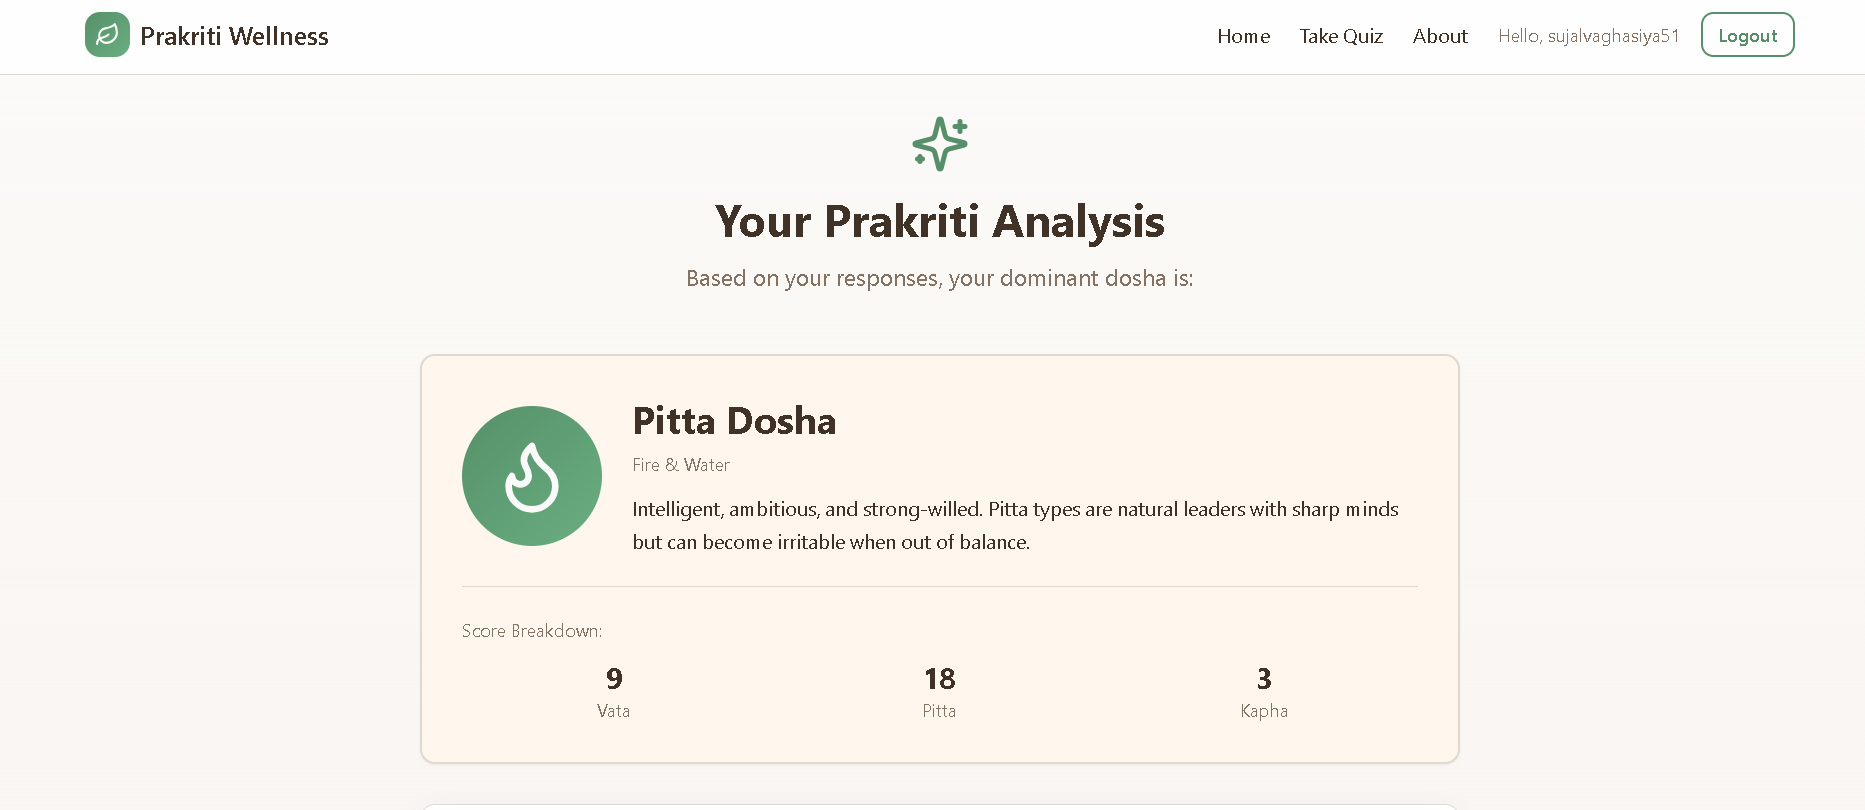 Prakriti Wellness
Home Take Quiz About Hello, sujalvaghasiya51 Logout
Your Prakriti Analysis
Based on your responses, your dominant dosha is:
Pitta Dosha
Fire & Water
Intelligent, ambitious, and strong-willed. Pitta types are natural leaders with sharp minds
but can become irritable when out of balance.
Score Breakdown:
9 18 3
Vata Pitta Kapha